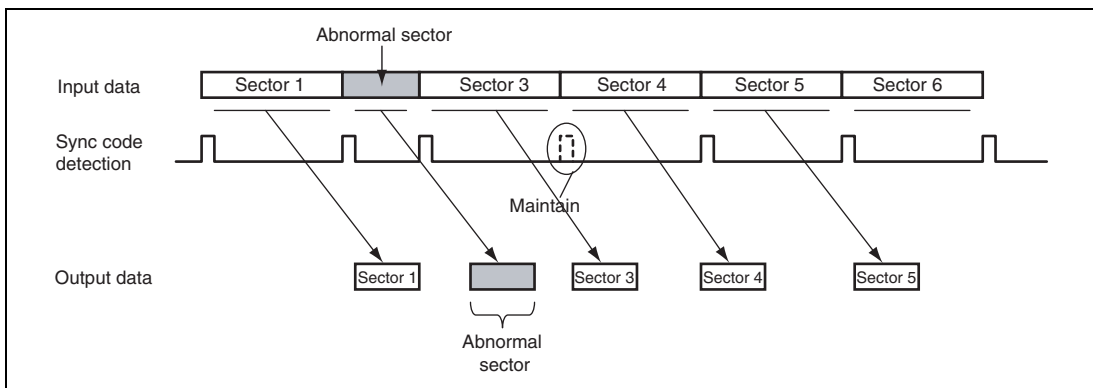 Abnormal sector
Input data
Sector 1
Sector 3
Sector 4
Sector 5
Sector 6
Sync code
detection
Maintain
Output data
Sector 1
Sector 3
Sector 4
Sector 5
Abnormal
sector